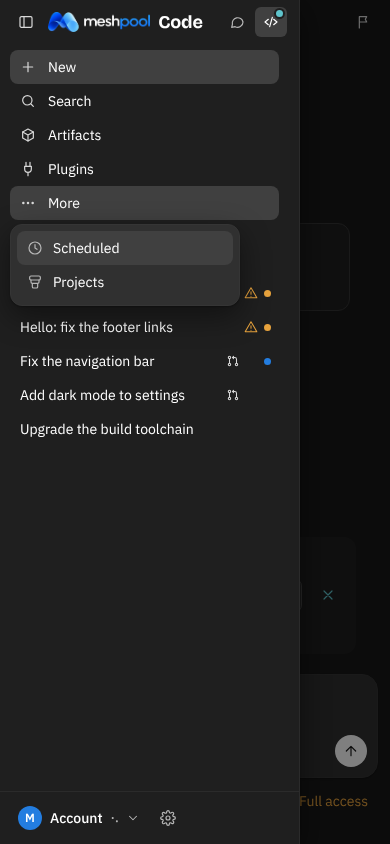 meshpool Code
New
Search
Artifacts
Plugins
More
Scheduled
Projects
Hello: fix the footer links
Fix the navigation bar
Add dark mode to settings
Upgrade the build toolchain
Full access
M Account